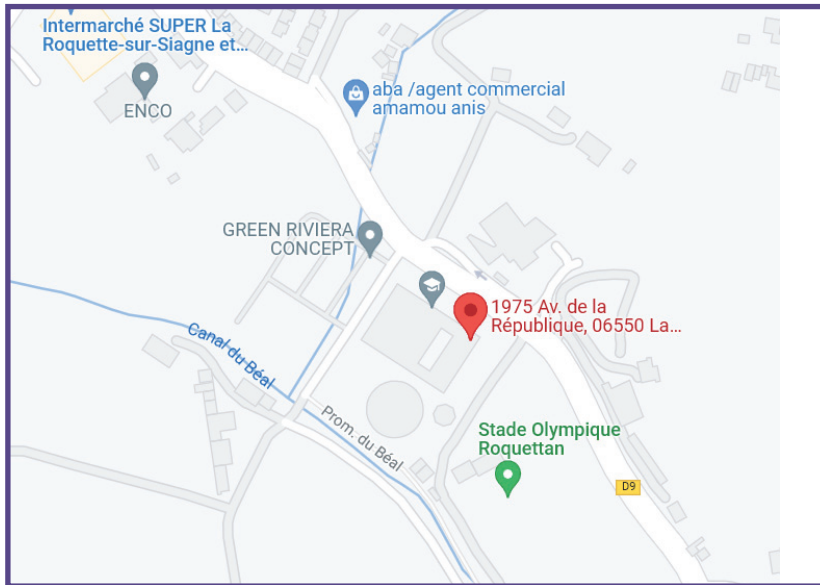 Intermarché SUPER La
Roquette-sur-Siagne et…
ENCO
aba /agent commercial
amamou anis
GREEN RIVIERA
CONCEPT
1975 Av. de la
République, 06550 La…
Canal du Béal
Prom. du Béal
Stade Olympique
Roquettan
D9